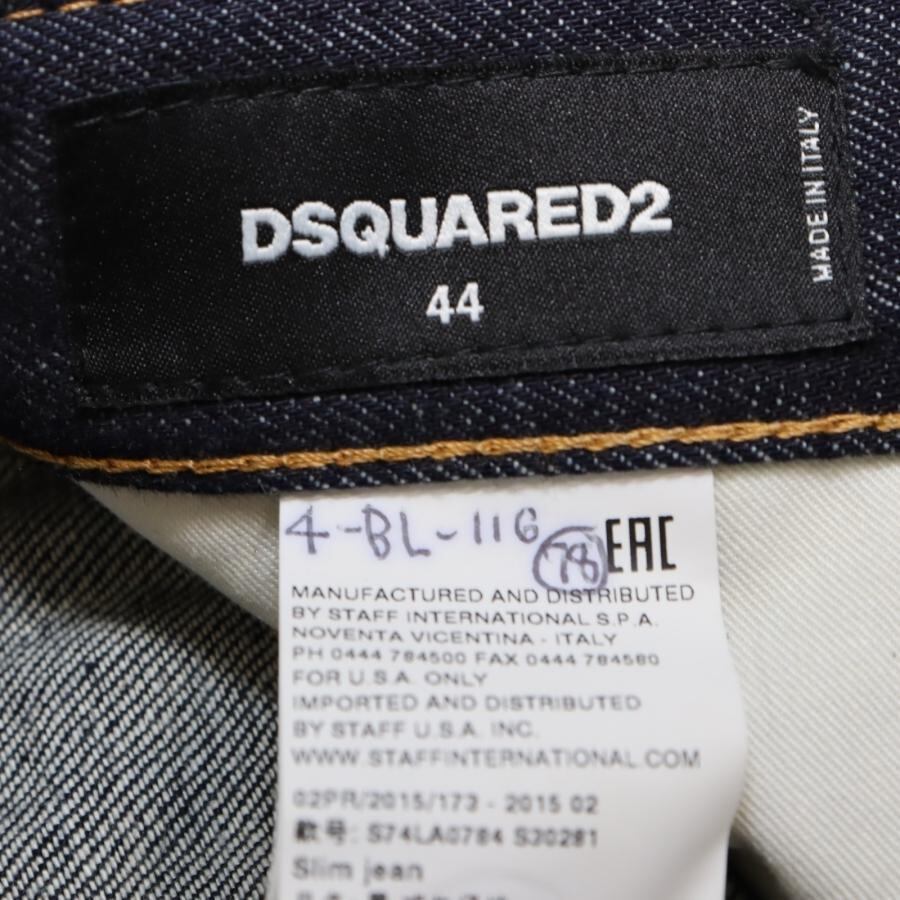 DSQUARED2
44
MADE IN ITALY
4-BL-116
78
EAC
MANUFACTURED AND DISTRIBUTED
BY STAFF INTERNATIONAL S.P.A.
NOVENTA VICENTINA - ITALY
PH 0444 784500 FAX 0444 784580
FOR U.S.A. ONLY
IMPORTED AND DISTRIBUTED
BY STAFF U.S.A. INC.
WWW.STAFFINTERNATIONAL.COM
02PR/2015/173 - 2015 02
款号: S74LA0784 S30281
Slim jean